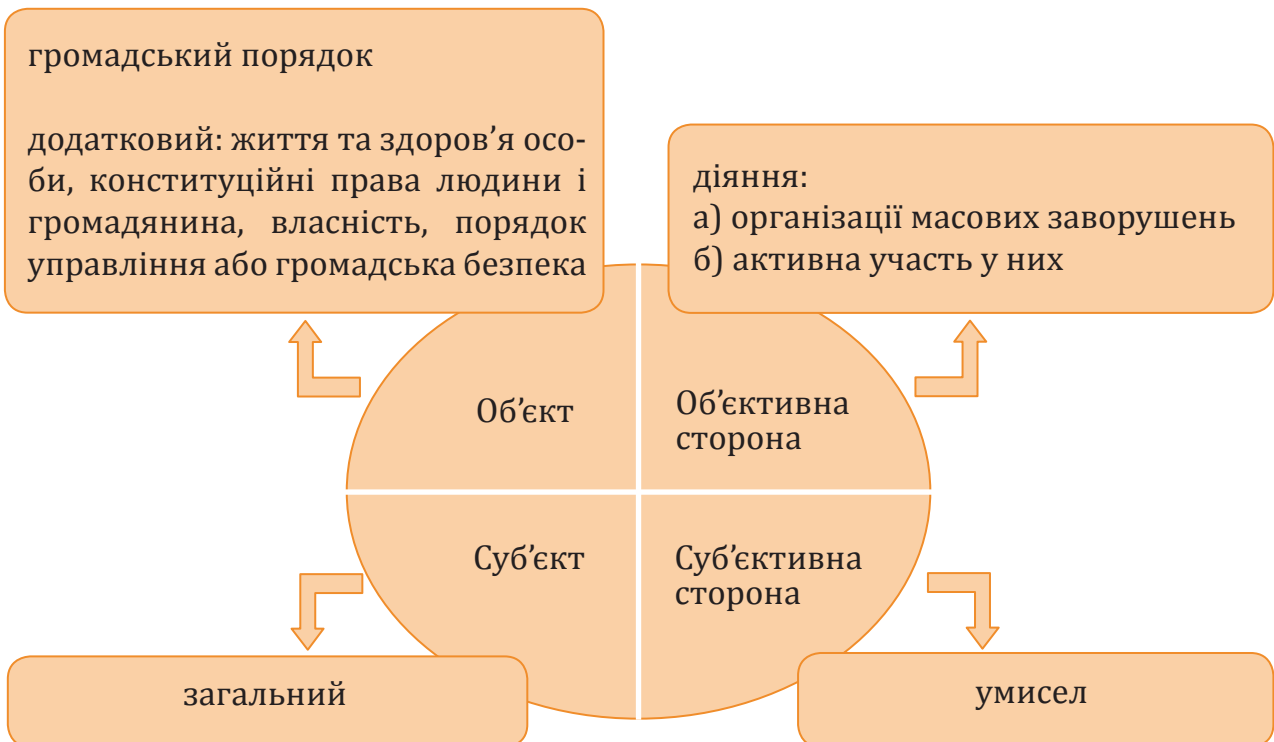 громадський порядок
додатковий: життя та здоров’я осо-
би, конституційні права людини і
громадянина, власність, порядок
управління або громадська безпека
діяння:
а) організації масових заворушень
б) активна участь у них
Об’єкт
Об’єктивна
сторона
Суб’єкт
Суб’єктивна
сторона
загальний
умисел